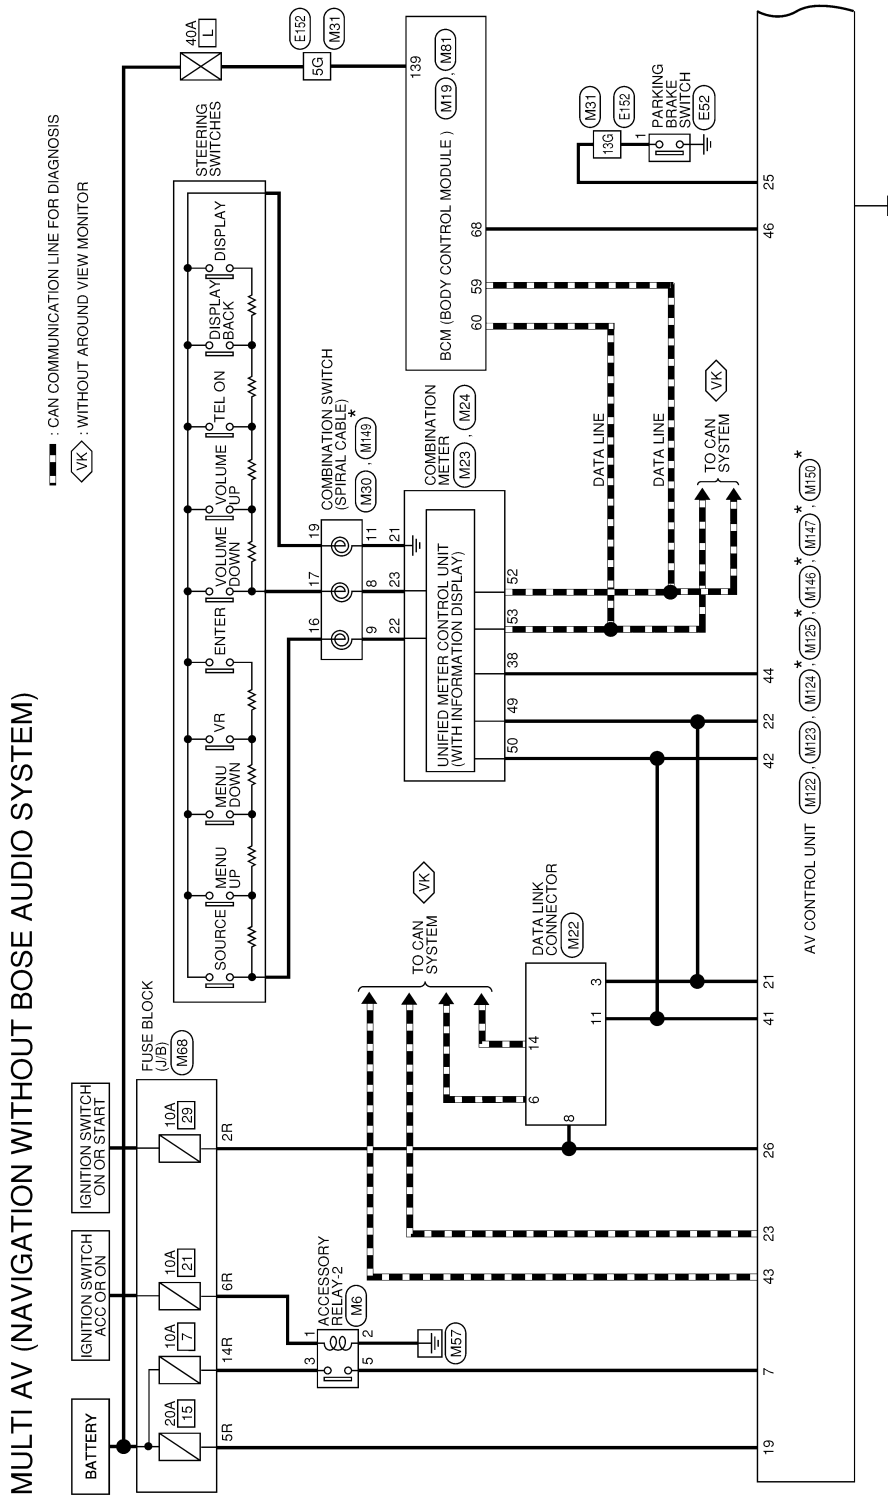 MULTI AV (NAVIGATION WITHOUT BOSE AUDIO SYSTEM)
: CAN COMMUNICATION LINE FOR DIAGNOSIS
VK : WITHOUT AROUND VIEW MONITOR
BATTERY
IGNITION SWITCH
ACC OR ON
IGNITION SWITCH
ON OR START
FUSE BLOCK
(J/B)
M68
20A
15
10A
7
10A
21
10A
29
5R
14R
6R
2R
40A
L
5G
E152
M31
STEERING
SWITCHES
SOURCE
MENU
UP
MENU
DOWN
VR
ENTER
VOLUME
DOWN
VOLUME
UP
TEL ON
DISPLAY
BACK
DISPLAY
16
17
19
COMBINATION SWITCH
(SPIRAL CABLE)
M30 , M149 *
9
8
11
22
23
21
COMBINATION
METER
M23 , M24
UNIFIED METER CONTROL UNIT
(WITH INFORMATION DISPLAY)
50
49
38
53
52
139
BCM (BODY CONTROL MODULE )
M19 , M81
60
59
68
DATA LINE
DATA LINE
TO CAN
SYSTEM
VK
M31
E152
13G
1
PARKING
BRAKE
SWITCH
E52
ACCESSORY
RELAY-2
M6
1
3
2
5
M57
TO CAN
SYSTEM
VK
DATA LINK
CONNECTOR
M22
6
14
8
11
3
19
7
43
23
26
41
21
42
22
44
46
25
AV CONTROL UNIT M122 , M123 , M124 * , M125 * , M146 * , M147 * , M150 *